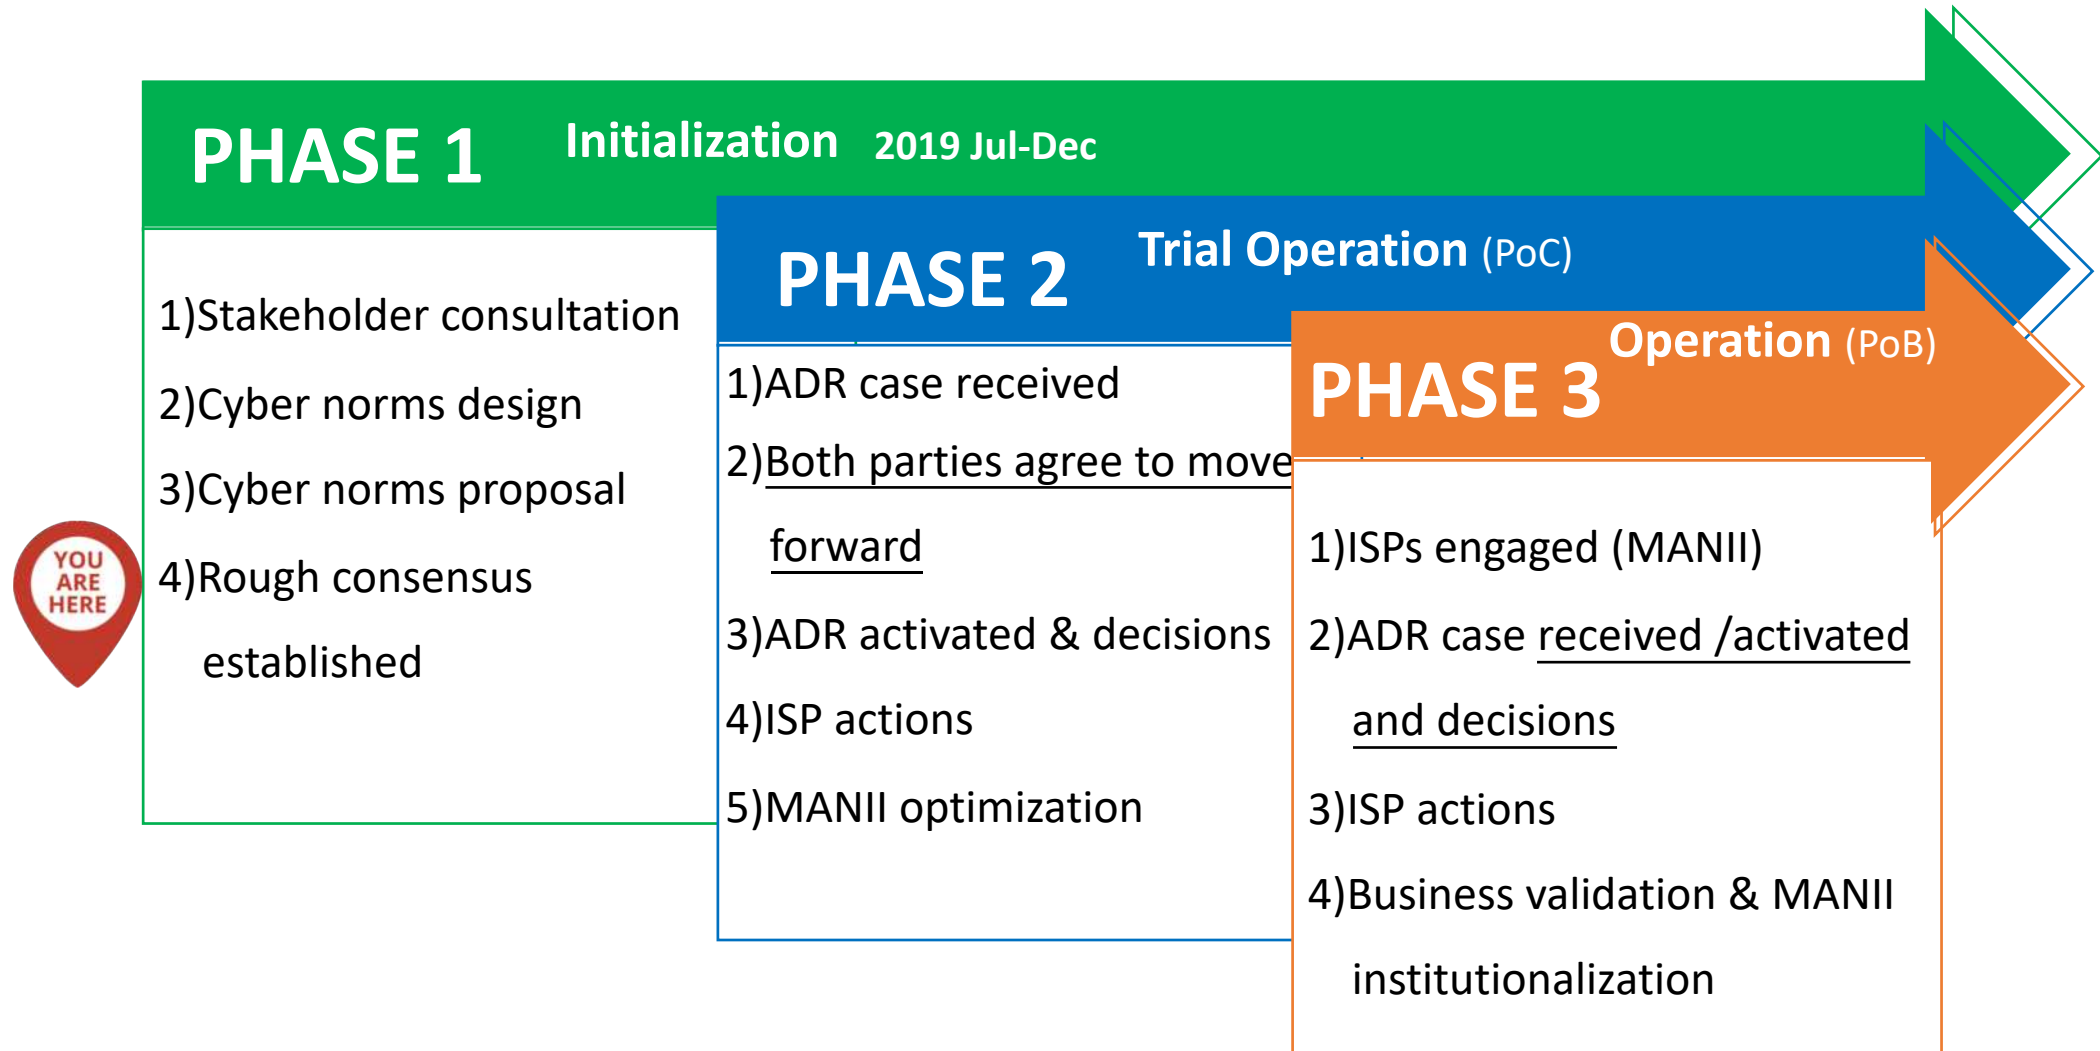 PHASE 1 Initialization 2019 Jul-Dec
1)Stakeholder consultation
2)Cyber norms design
3)Cyber norms proposal
4)Rough consensus
established
YOU
ARE
HERE
PHASE 2 Trial Operation (PoC)
1)ADR case received
2)Both parties agree to move
forward
3)ADR activated & decisions
4)ISP actions
5)MANII optimization
PHASE 3 Operation (PoB)
1)ISPs engaged (MANII)
2)ADR case received /activated
and decisions
3)ISP actions
4)Business validation & MANII
institutionalization